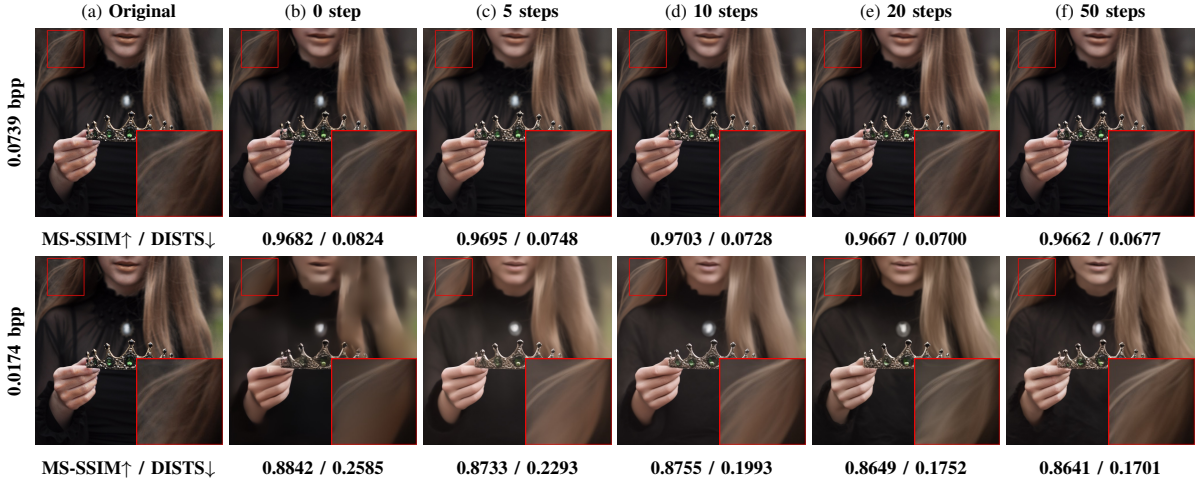 (a) Original (b) 0 step (c) 5 steps (d) 10 steps (e) 20 steps (f) 50 steps
0.0739 bpp
MS-SSIM↑ / DISTS↓ 0.9682 / 0.0824 0.9695 / 0.0748 0.9703 / 0.0728 0.9667 / 0.0700 0.9662 / 0.0677
0.0174 bpp
MS-SSIM↑ / DISTS↓ 0.8842 / 0.2585 0.8733 / 0.2293 0.8755 / 0.1993 0.8649 / 0.1752 0.8641 / 0.1701